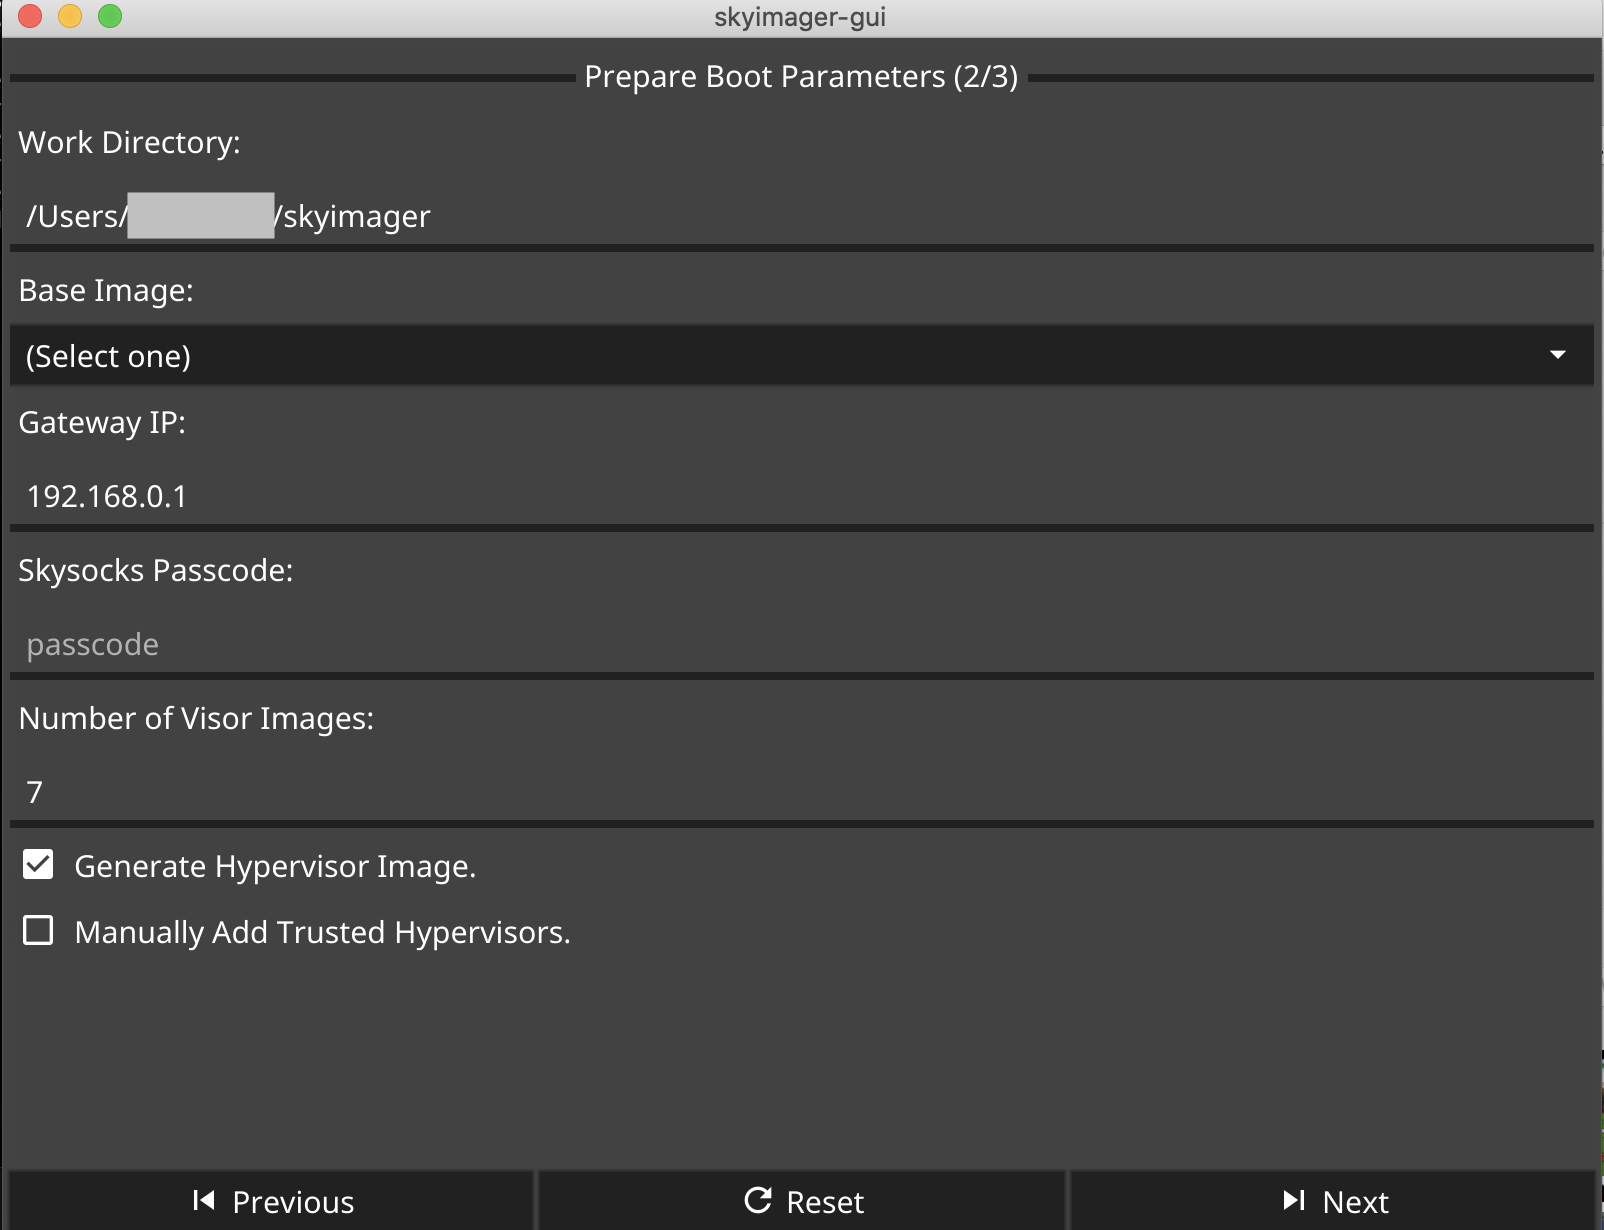 skyimager-gui
Prepare Boot Parameters (2/3)
Work Directory:
/Users/ /skyimager
Base Image:
(Select one)
Gateway IP:
192.168.0.1
Skysocks Passcode:
passcode
Number of Visor Images:
7
Generate Hypervisor Image.
Manually Add Trusted Hypervisors.
Previous Reset Next